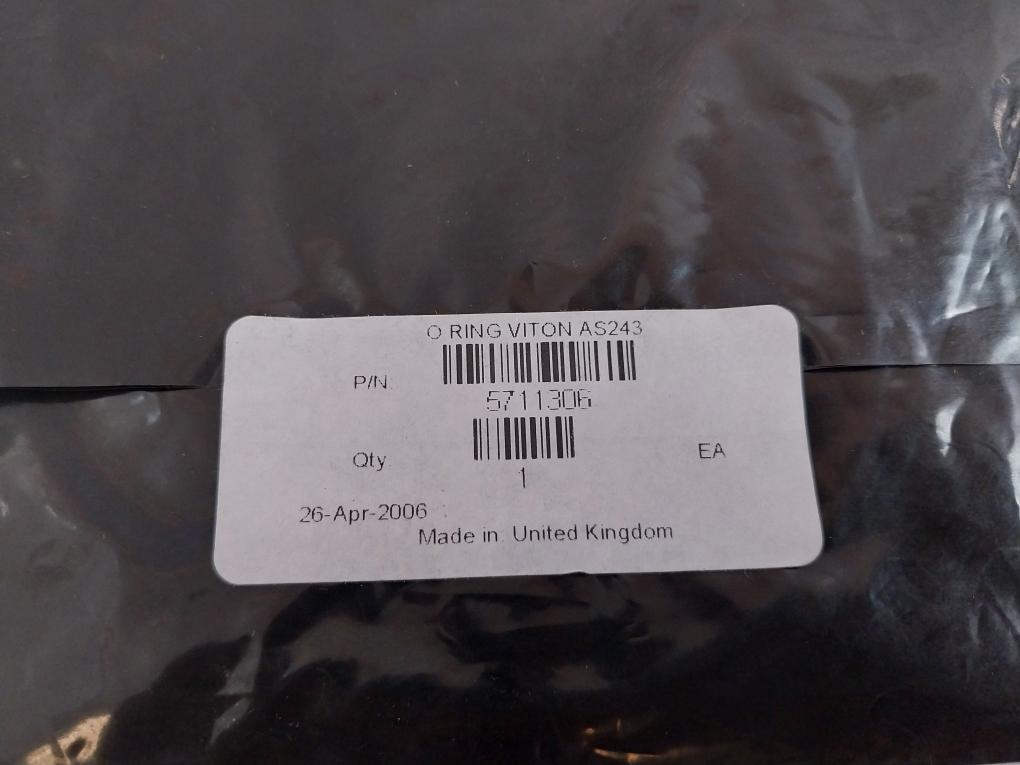 O RING VITON AS243
P/N:
5711306
Qty
EA
1
26-Apr-2006 :
Made in: United Kingdom